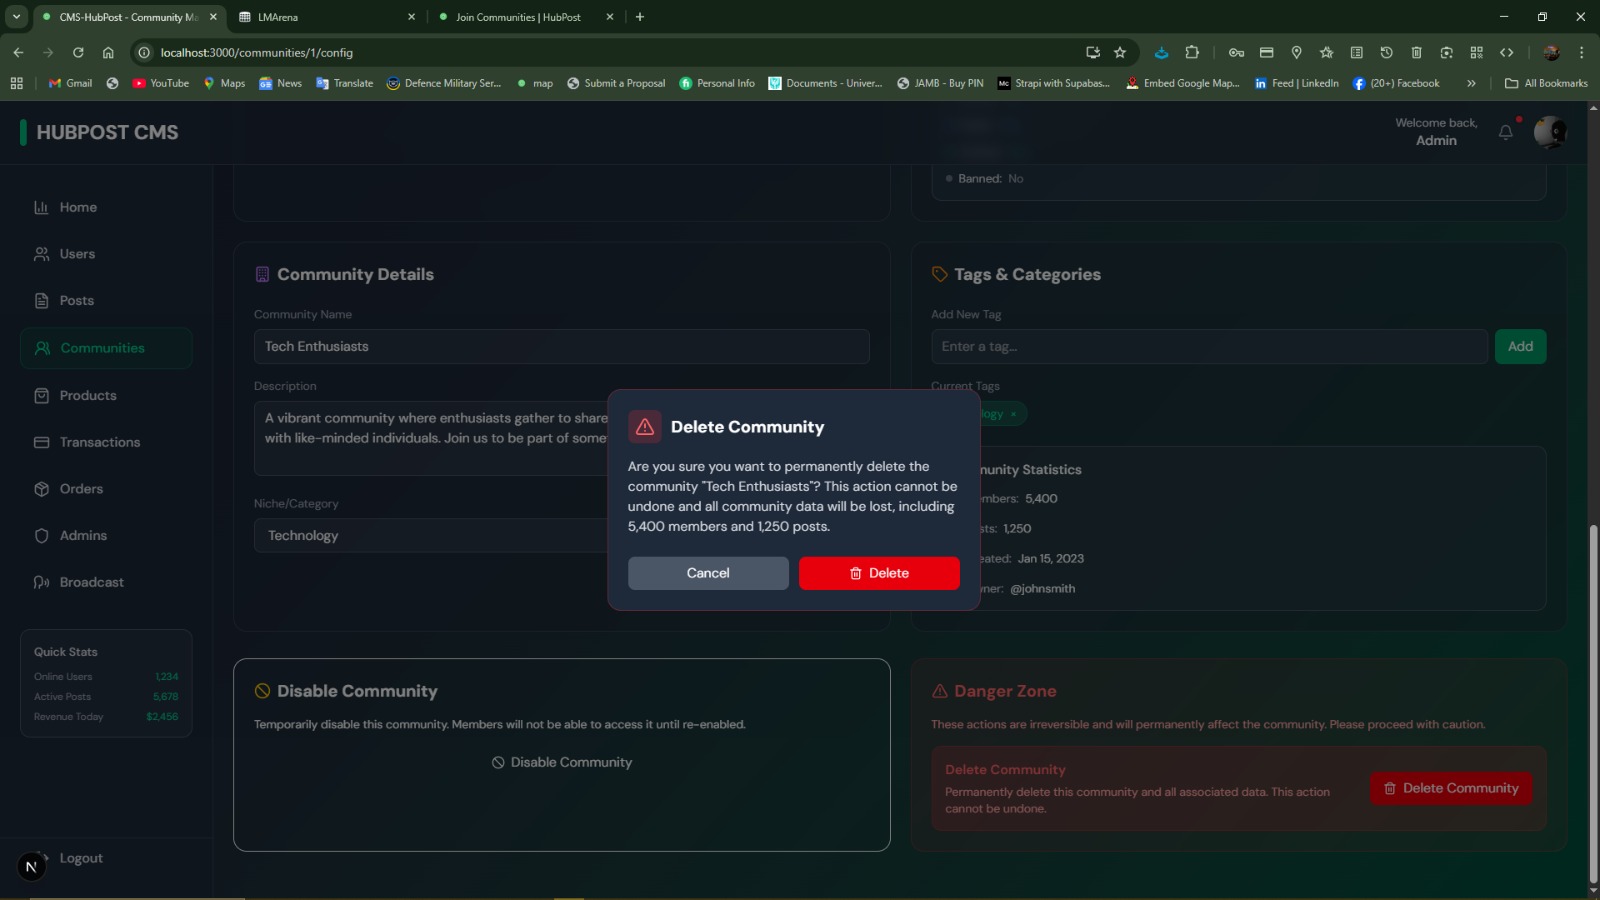 CMS-HubPost - Community Ma
LMArena
Join Communities | HubPost
localhost:3000/communities/1/config
Gmail
YouTube
Maps
News
Translate
Defence Military Ser...
map
Submit a Proposal
Personal Info
Documents - Univer...
JAMB - Buy PIN
Strapi with Supabas...
Embed Google Map...
Feed | LinkedIn
(20+) Facebook
»
All Bookmarks
HUBPOST CMS
Welcome back,
Admin
Home
Users
Posts
Communities
Products
Transactions
Orders
Admins
Broadcast
Quick Stats
Online Users 1,234
Active Posts 5,678
Revenue Today $2,456
Logout
N
Banned: No
Community Details
Community Name
Tech Enthusiasts
Description
A vibrant community where enthusiasts gather to share
with like-minded individuals. Join us to be part of some
Niche/Category
Technology
Tags & Categories
Add New Tag
Enter a tag...
Add
Current Tags
logy ×
munity Statistics
mbers: 5,400
sts: 1,250
eated: Jan 15, 2023
ner: @johnsmith
Delete Community
Are you sure you want to permanently delete the
community "Tech Enthusiasts"? This action cannot be
undone and all community data will be lost, including
5,400 members and 1,250 posts.
Cancel
Delete
Disable Community
Temporarily disable this community. Members will not be able to access it until re-enabled.
Disable Community
Danger Zone
These actions are irreversible and will permanently affect the community. Please proceed with caution.
Delete Community
Permanently delete this community and all associated data. This action
cannot be undone.
Delete Community